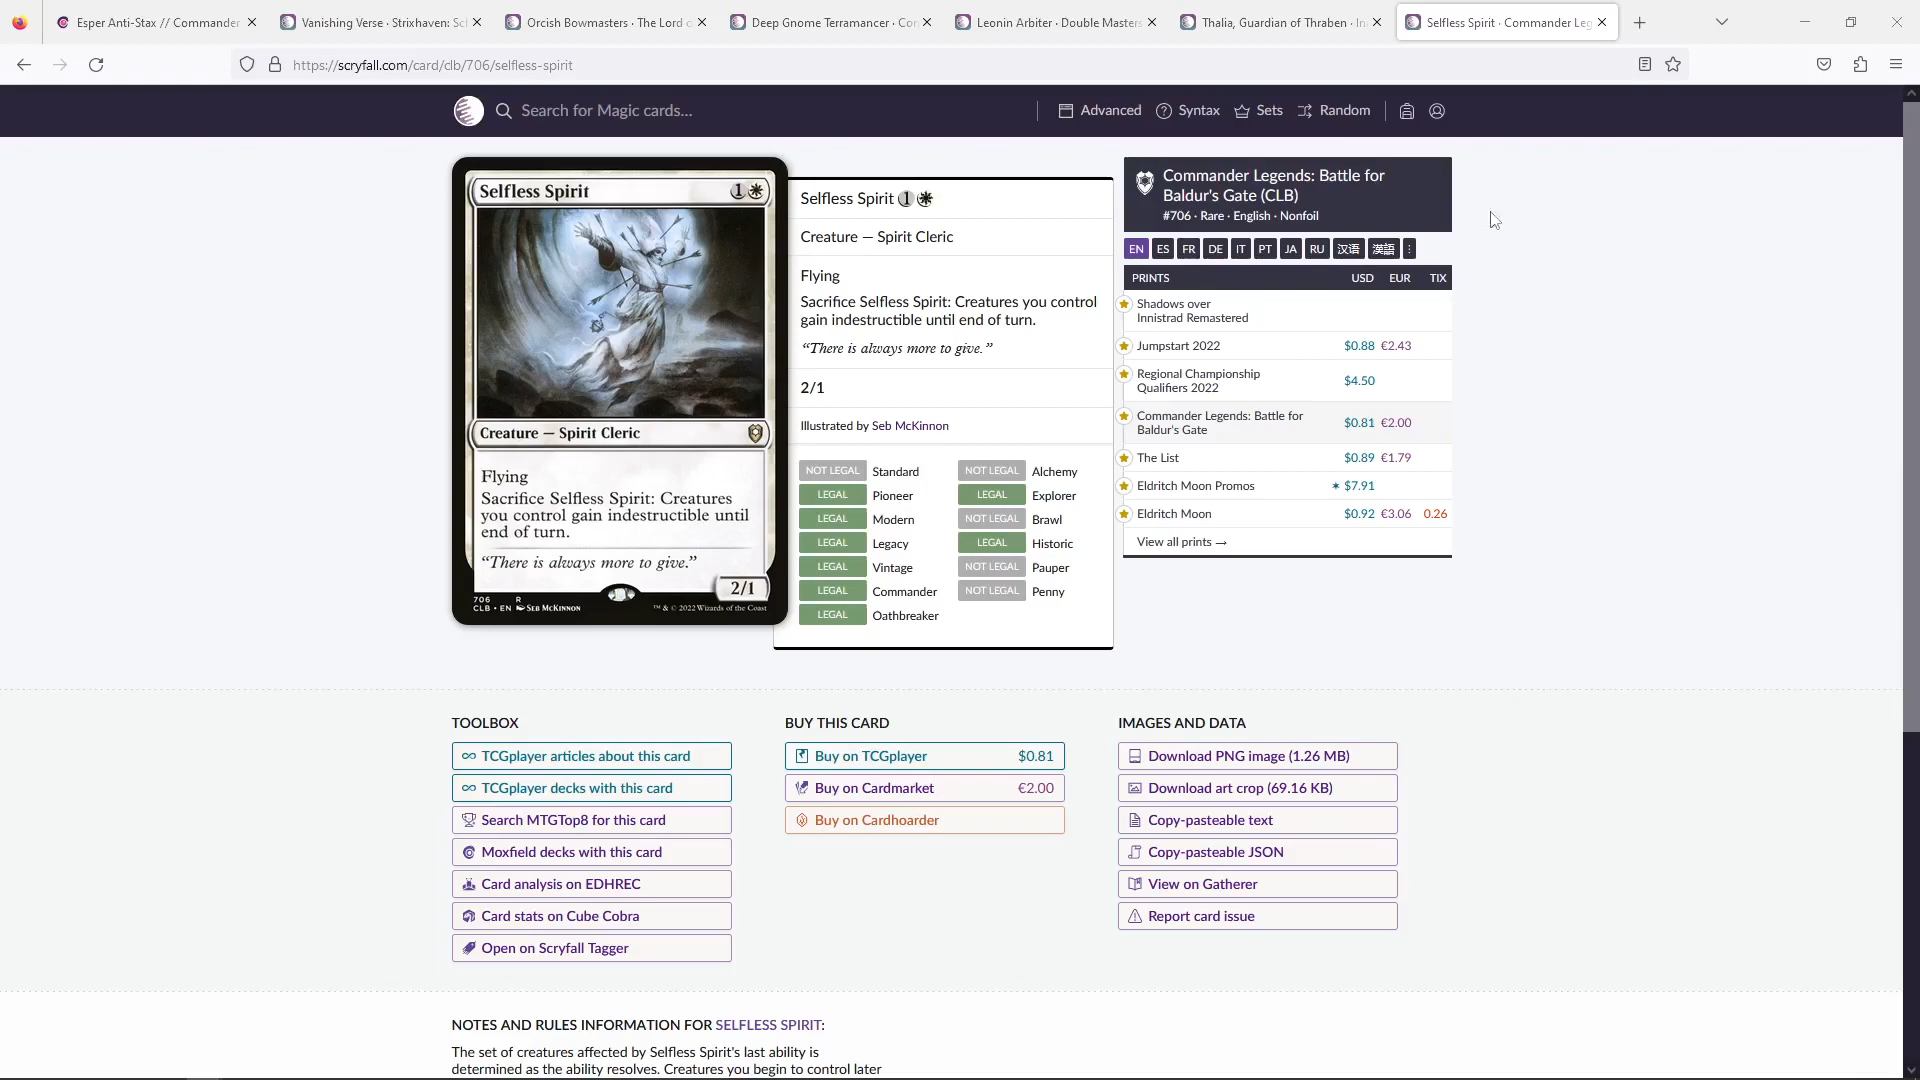 Esper Anti-Stax // Commander
Vanishing Verse · Strixhaven: Sc
Orcish Bowmasters · The Lord o
Deep Gnome Terramancer · Con
Leonin Arbiter · Double Masters
Thalia, Guardian of Thraben · In
Selfless Spirit · Commander Leg
https://scryfall.com/card/clb/706/selfless-spirit
Search for Magic cards...
Advanced
Syntax
Sets
Random
Selfless Spirit 1
Creature — Spirit Cleric
Flying
Sacrifice Selfless Spirit: Creatures
you control gain indestructible until
end of turn.
“There is always more to give.”
2/1
706 R
CLB • EN SEB MCKINNON
™ & © 2022 Wizards of the Coast
Selfless Spirit 1
Creature — Spirit Cleric
Flying
Sacrifice Selfless Spirit: Creatures you control
gain indestructible until end of turn.
“There is always more to give.”
2/1
Illustrated by Seb McKinnon
NOT LEGAL Standard NOT LEGAL Alchemy
LEGAL Pioneer LEGAL Explorer
LEGAL Modern NOT LEGAL Brawl
LEGAL Legacy LEGAL Historic
LEGAL Vintage NOT LEGAL Pauper
LEGAL Commander NOT LEGAL Penny
LEGAL Oathbreaker
Commander Legends: Battle for
Baldur's Gate (CLB)
#706 · Rare · English · Nonfoil
EN ES FR DE IT PT JA RU 汉语 漢語
PRINTS USD EUR TIX
Shadows over
Innistrad Remastered
Jumpstart 2022 $0.88 €2.43
Regional Championship
Qualifiers 2022 $4.50
Commander Legends: Battle for
Baldur's Gate $0.81 €2.00
The List $0.89 €1.79
Eldritch Moon Promos $7.91
Eldritch Moon $0.92 €3.06 0.26
View all prints →
TOOLBOX
TCGplayer articles about this card
TCGplayer decks with this card
Search MTGTop8 for this card
Moxfield decks with this card
Card analysis on EDHREC
Card stats on Cube Cobra
Open on Scryfall Tagger
BUY THIS CARD
Buy on TCGplayer $0.81
Buy on Cardmarket €2.00
Buy on Cardhoarder
IMAGES AND DATA
Download PNG image (1.26 MB)
Download art crop (69.16 KB)
Copy-pasteable text
Copy-pasteable JSON
View on Gatherer
Report card issue
NOTES AND RULES INFORMATION FOR SELFLESS SPIRIT:
The set of creatures affected by Selfless Spirit's last ability is
determined as the ability resolves. Creatures you begin to control later